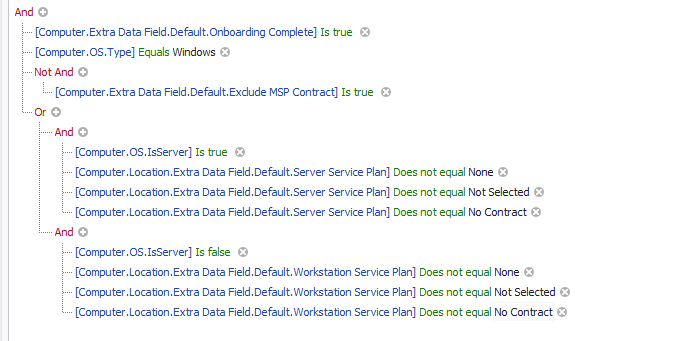 And
[Computer.Extra Data Field.Default.Onboarding Complete] Is true
[Computer.OS.Type] Equals Windows
Not And
[Computer.Extra Data Field.Default.Exclude MSP Contract] Is true
Or
And
[Computer.OS.IsServer] Is true
[Computer.Location.Extra Data Field.Default.Server Service Plan] Does not equal None
[Computer.Location.Extra Data Field.Default.Server Service Plan] Does not equal Not Selected
[Computer.Location.Extra Data Field.Default.Server Service Plan] Does not equal No Contract
And
[Computer.OS.IsServer] Is false
[Computer.Location.Extra Data Field.Default.Workstation Service Plan] Does not equal None
[Computer.Location.Extra Data Field.Default.Workstation Service Plan] Does not equal Not Selected
[Computer.Location.Extra Data Field.Default.Workstation Service Plan] Does not equal No Contract